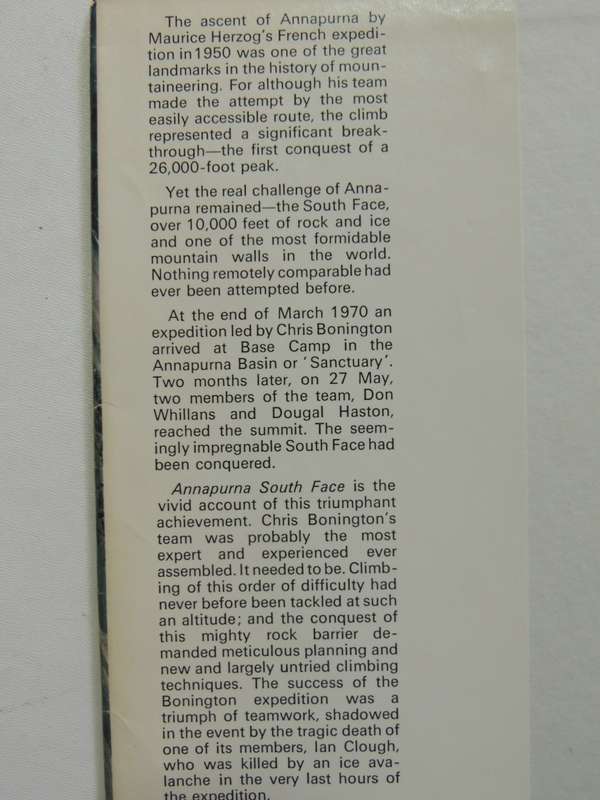 The ascent of Annapurna by
Maurice Herzog's French expedi-
tion in 1950 was one of the great
landmarks in the history of moun-
taineering. For although his team
made the attempt by the most
easily accessible route, the climb
represented a significant break-
through—the first conquest of a
26,000-foot peak.
Yet the real challenge of Anna-
purna remained—the South Face,
over 10,000 feet of rock and ice
and one of the most formidable
mountain walls in the world.
Nothing remotely comparable had
ever been attempted before.
At the end of March 1970 an
expedition led by Chris Bonington
arrived at Base Camp in the
Annapurna Basin or 'Sanctuary'.
Two months later, on 27 May,
two members of the team, Don
Whillans and Dougal Haston,
reached the summit. The seem-
ingly impregnable South Face had
been conquered.
Annapurna South Face is the
vivid account of this triumphant
achievement. Chris Bonington's
team was probably the most
expert and experienced ever
assembled. It needed to be. Climb-
ing of this order of difficulty had
never before been tackled at such
an altitude; and the conquest of
this mighty rock barrier de-
manded meticulous planning and
new and largely untried climbing
techniques. The success of the
Bonington expedition was a
triumph of teamwork, shadowed
in the event by the tragic death of
one of its members, Ian Clough,
who was killed by an ice ava-
lanche in the very last hours of
the expedition.